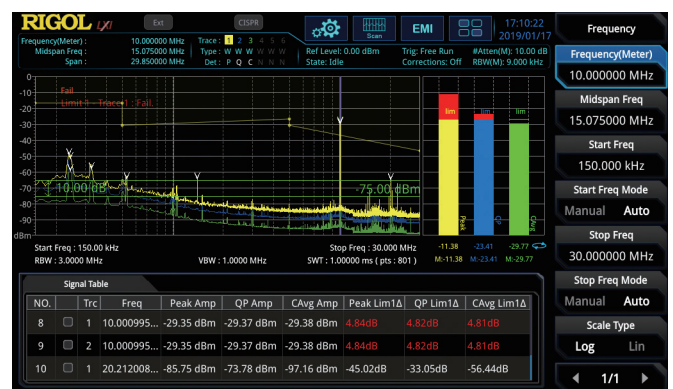 RIGOL LXI Ext CISPR Scan EMI 17:10:22 2019/01/17
Frequency(Meter) : 10.000000 MHz Trace : 1 2 3 4 5 6
Midspan Freq : 15.075000 MHz Type : W W W W W W Ref Level: 0.00 dBm Trig: Free Run #Atten(M): 10.00 dB
Span : 29.850000 MHz Det : P Q C N N N State: Idle Corrections: Off RBW(M): 9.000 kHz
0
-10
-20
-30
-40
-50
-60
-70
-80
-90
dBm
Fail
Limit 1 - Trace 1 : Fail.
10.00 dB -75.00 dBm
lim lim lim
Peak QP CAvg
Start Freq : 150.00 kHz Stop Freq : 30.000 MHz -11.38 -23.41 -29.77
RBW : 3.0000 MHz VBW : 1.0000 MHz SWT : 1.00000 ms ( pts : 801 ) M:-11.38 M:-23.41 M:-29.77
Signal Table
NO. Trc Freq Peak Amp QP Amp CAvg Amp Peak Lim1Δ QP Lim1Δ CAvg Lim1Δ
8 1 10.000995... -29.35 dBm -29.37 dBm -29.38 dBm 4.84dB 4.82dB 4.81dB
9 2 10.000995... -29.35 dBm -29.37 dBm -29.38 dBm 4.84dB 4.82dB 4.81dB
10 1 20.212008... -85.75 dBm -73.78 dBm -97.16 dBm -45.02dB -33.05dB -56.44dB
Frequency
Frequency(Meter)
10.000000 MHz
Midspan Freq
15.075000 MHz
Start Freq
150.000 kHz
Start Freq Mode
Manual Auto
Stop Freq
30.000000 MHz
Stop Freq Mode
Manual Auto
Scale Type
Log Lin
1/1